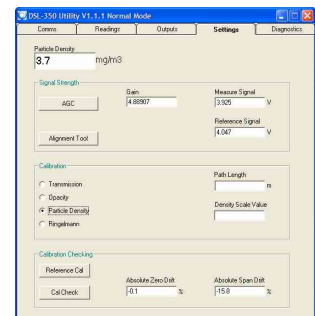 DSL-350 Utility V1.1.1 Normal Mode
Comms Readings Outputs Settings Diagnostics
Particle Density
3.7 mg/m3
Signal Strength
Gain Measure Signal
AGC 4.88907 3.925 V
Reference Signal
Alignment Tool 4.047 V
Calibration
Path Length
Transmission m
Opacity
Density Scale Value
Particle Density
Ringelmann
Calibration Checking
Reference Cal
Absolute Zero Drift Absolute Span Drift
Cal Check -0.1 % -15.8 %